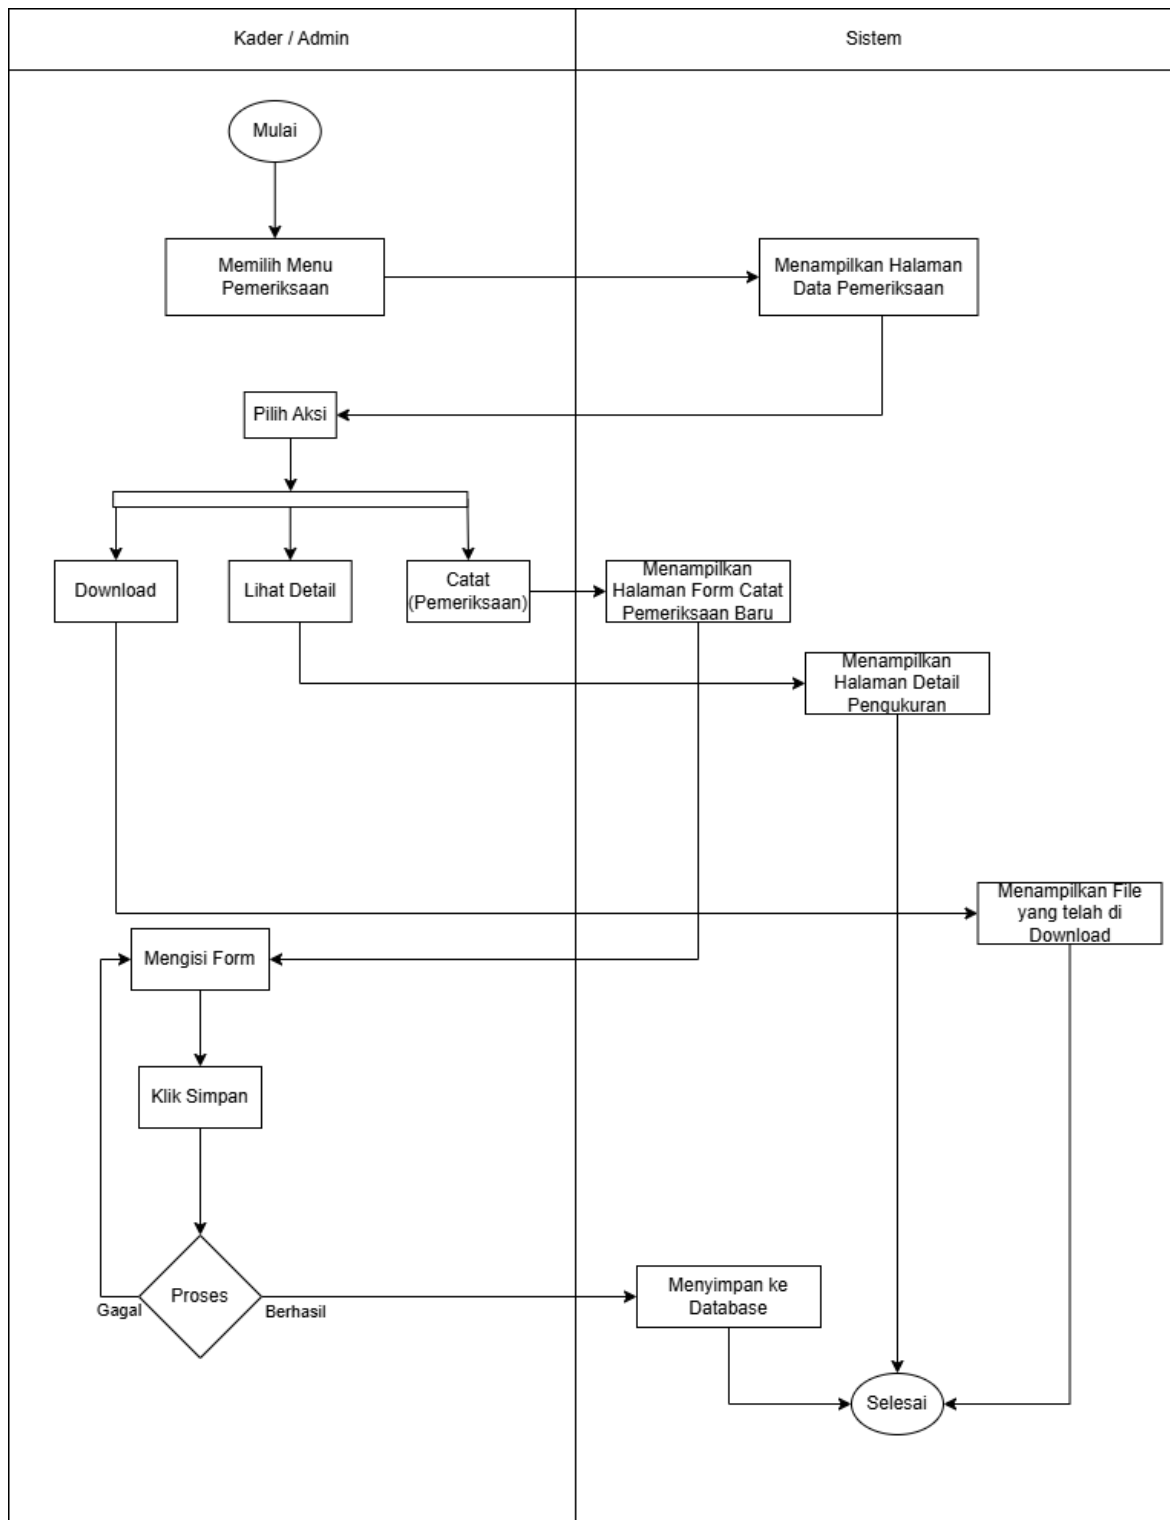 Kader / Admin
Sistem
Mulai
Memilih Menu
Pemeriksaan
Menampilkan Halaman
Data Pemeriksaan
Pilih Aksi
Download
Lihat Detail
Catat
(Pemeriksaan)
Menampilkan
Halaman Form Catat
Pemeriksaan Baru
Menampilkan
Halaman Detail
Pengukuran
Menampilkan File
yang telah di
Download
Mengisi Form
Klik Simpan
Proses
Gagal
Berhasil
Menyimpan ke
Database
Selesai